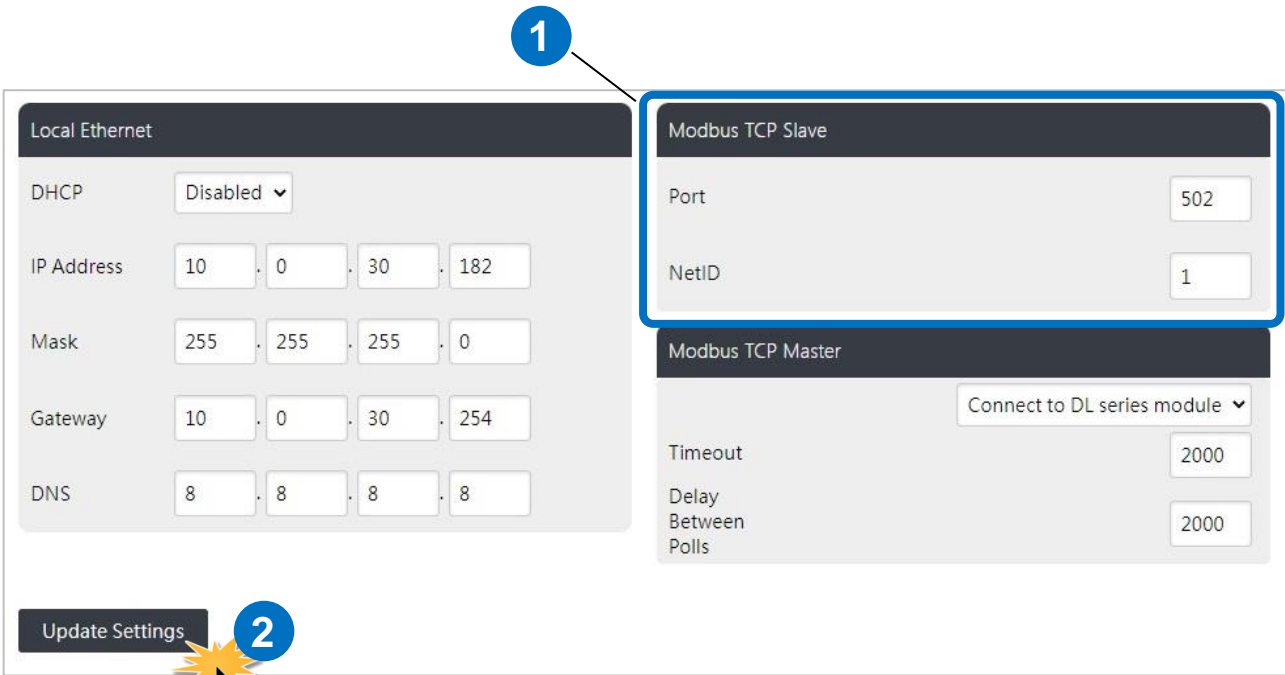 1
Local Ethernet
DHCP Disabled
IP Address 10 . 0 . 30 . 182
Mask 255 . 255 . 255 . 0
Gateway 10 . 0 . 30 . 254
DNS 8 . 8 . 8 . 8
Modbus TCP Slave
Port 502
NetID 1
Modbus TCP Master
Connect to DL series module
Timeout 2000
Delay
Between
Polls 2000
Update Settings
2